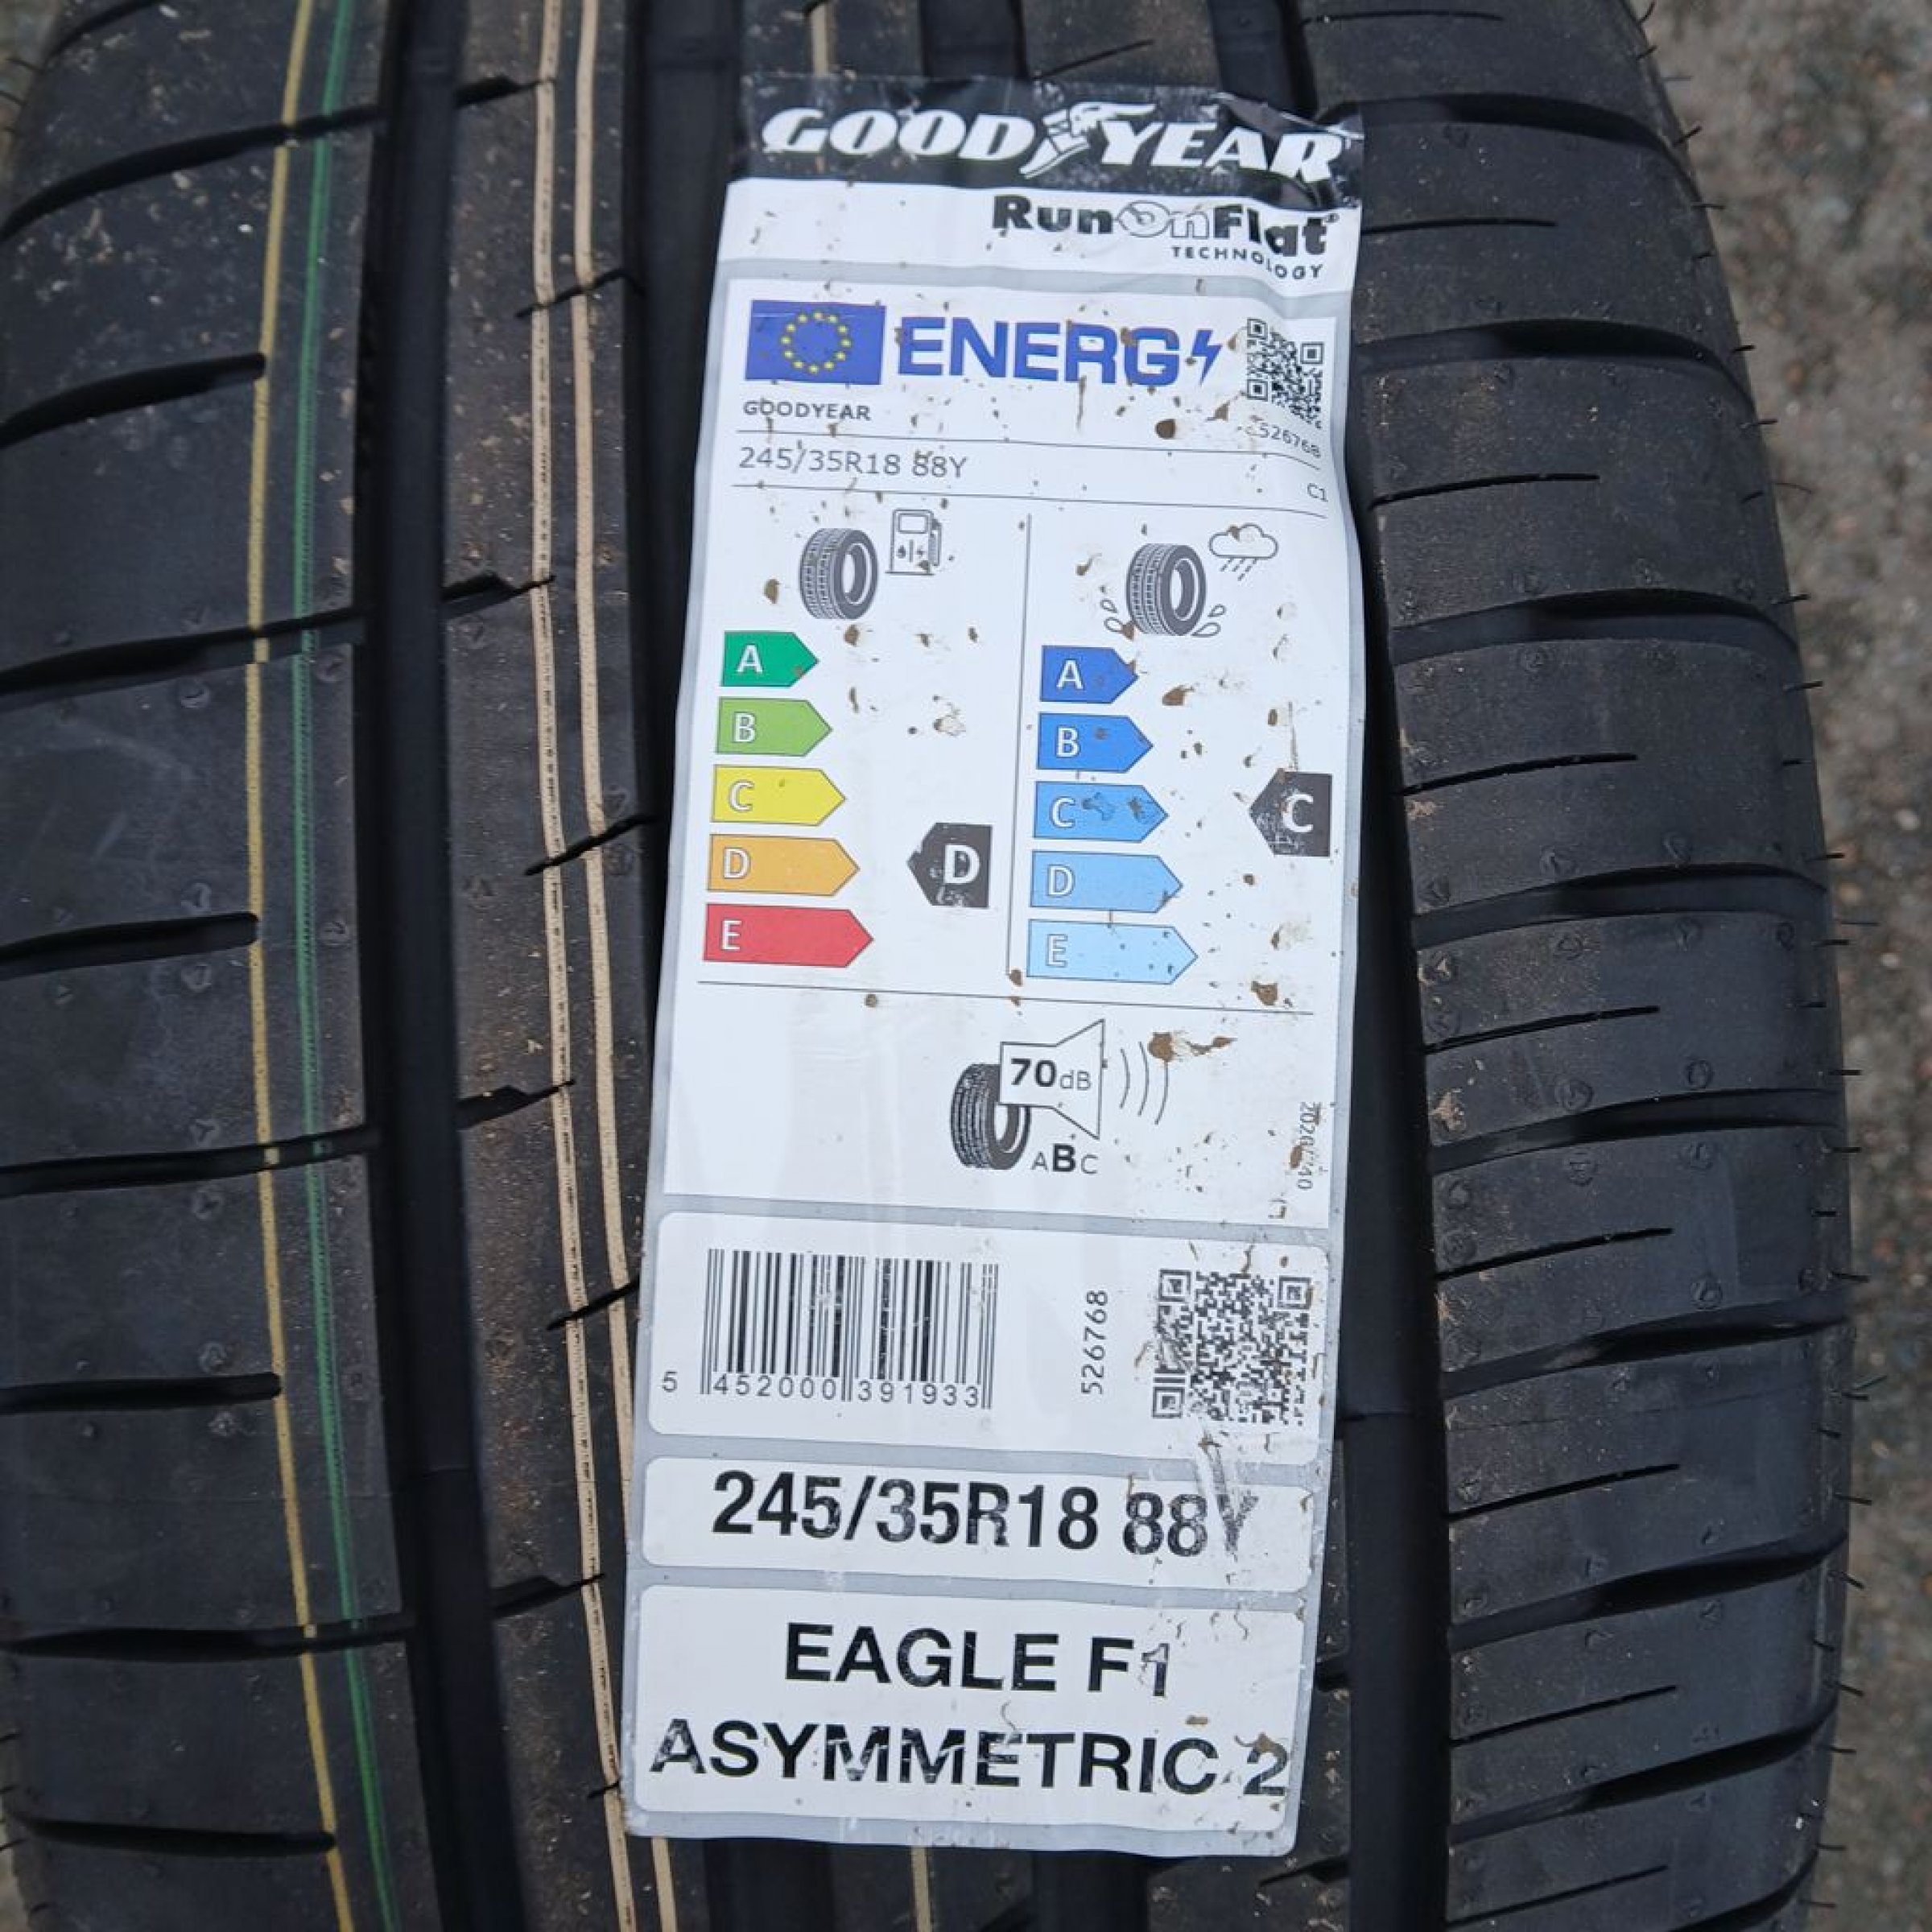 GOODYEAR
RunOnFlat®
TECHNOLOGY
ENERG
GOODYEAR
526768
245/35R18 88Y
C1
A
B
C
D
E
D
A
B
C
D
E
C
70dB
ABC
5 452000 391933
526768
245/35R18 88Y
EAGLE F1
ASYMMETRIC 2